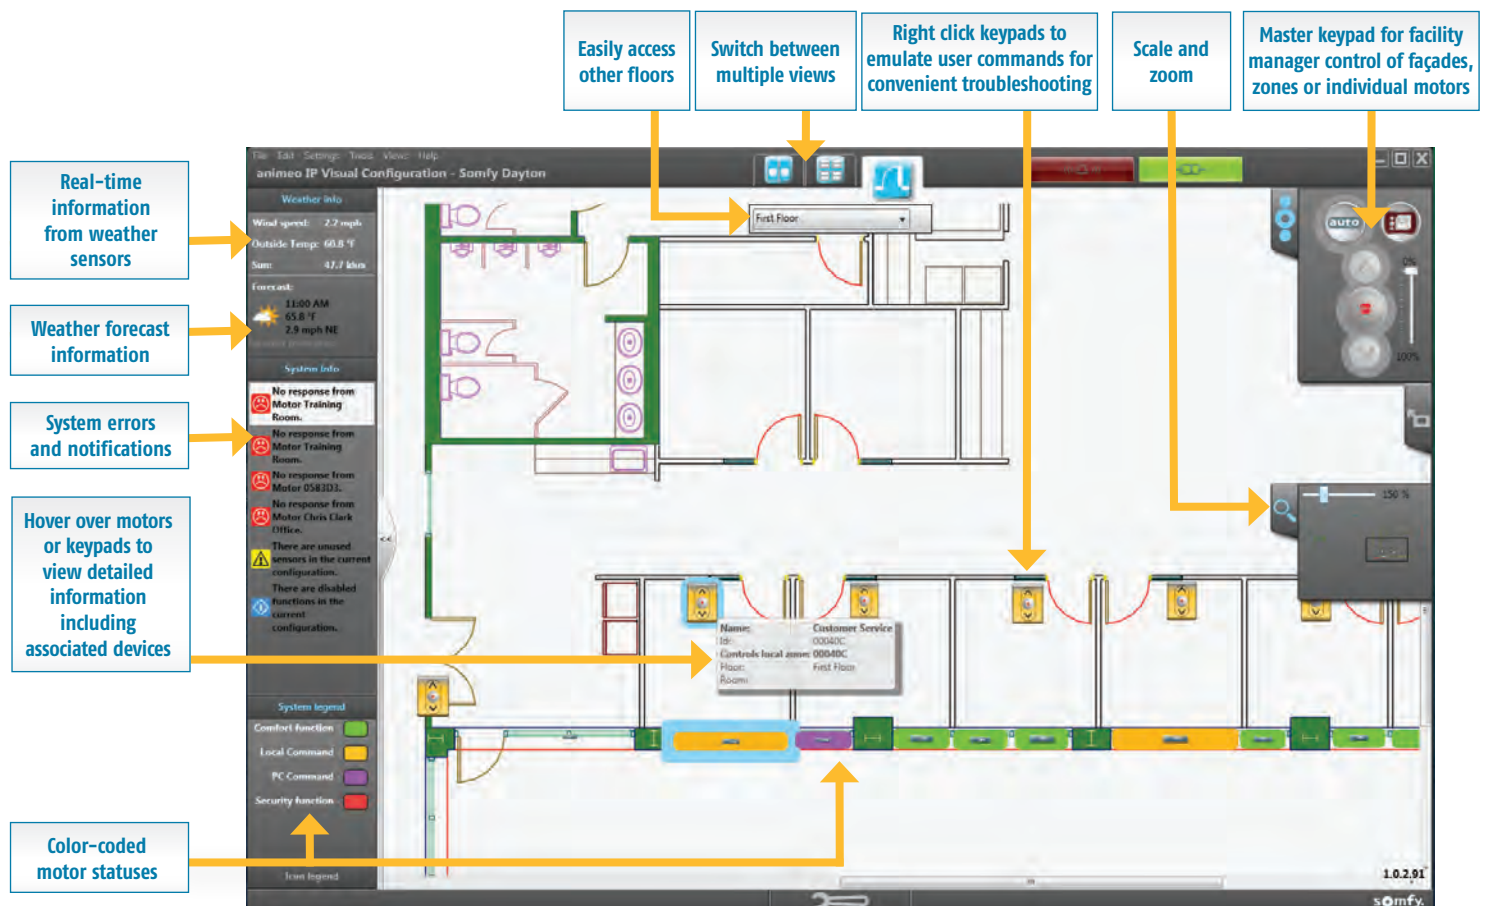 Easily access
other floors
Switch between
multiple views
Right click keypads to
emulate user commands for
convenient troubleshooting
Scale and
zoom
Master keypad for facility
manager control of façades,
zones or individual motors
Real-time
information
from weather
sensors
Weather forecast
information
System errors
and notifications
Hover over motors
or keypads to
view detailed
information
including
associated devices
Color-coded
motor statuses
File Edit Settings Tools Views Help
animeo IP Visual Configuration - Somfy Dayton
Weather info
Wind speed: 2.2 mph
Outside Temp: 60.8 °F
Sun: 47.7 klux
Forecast:
11:00 AM
65.8 °F
2.9 mph NE
System Info
No response from
Motor Training
Room.
No response from
Motor Training
Room.
No response from
Motor 0583D3.
No response from
Motor Chris Clark
Office.
There are unused
sensors in the current
configuration.
There are disabled
functions in the
current
configuration.
System legend
Comfort function
Local Command
PC Command
Security function
Icon legend
First Floor
<<
auto
0%
100%
150 %
Name: Customer Service
Id: 00040C
Controls local zone: 00040C
Floor: First Floor
Room:
1.0.2.91
somfy.